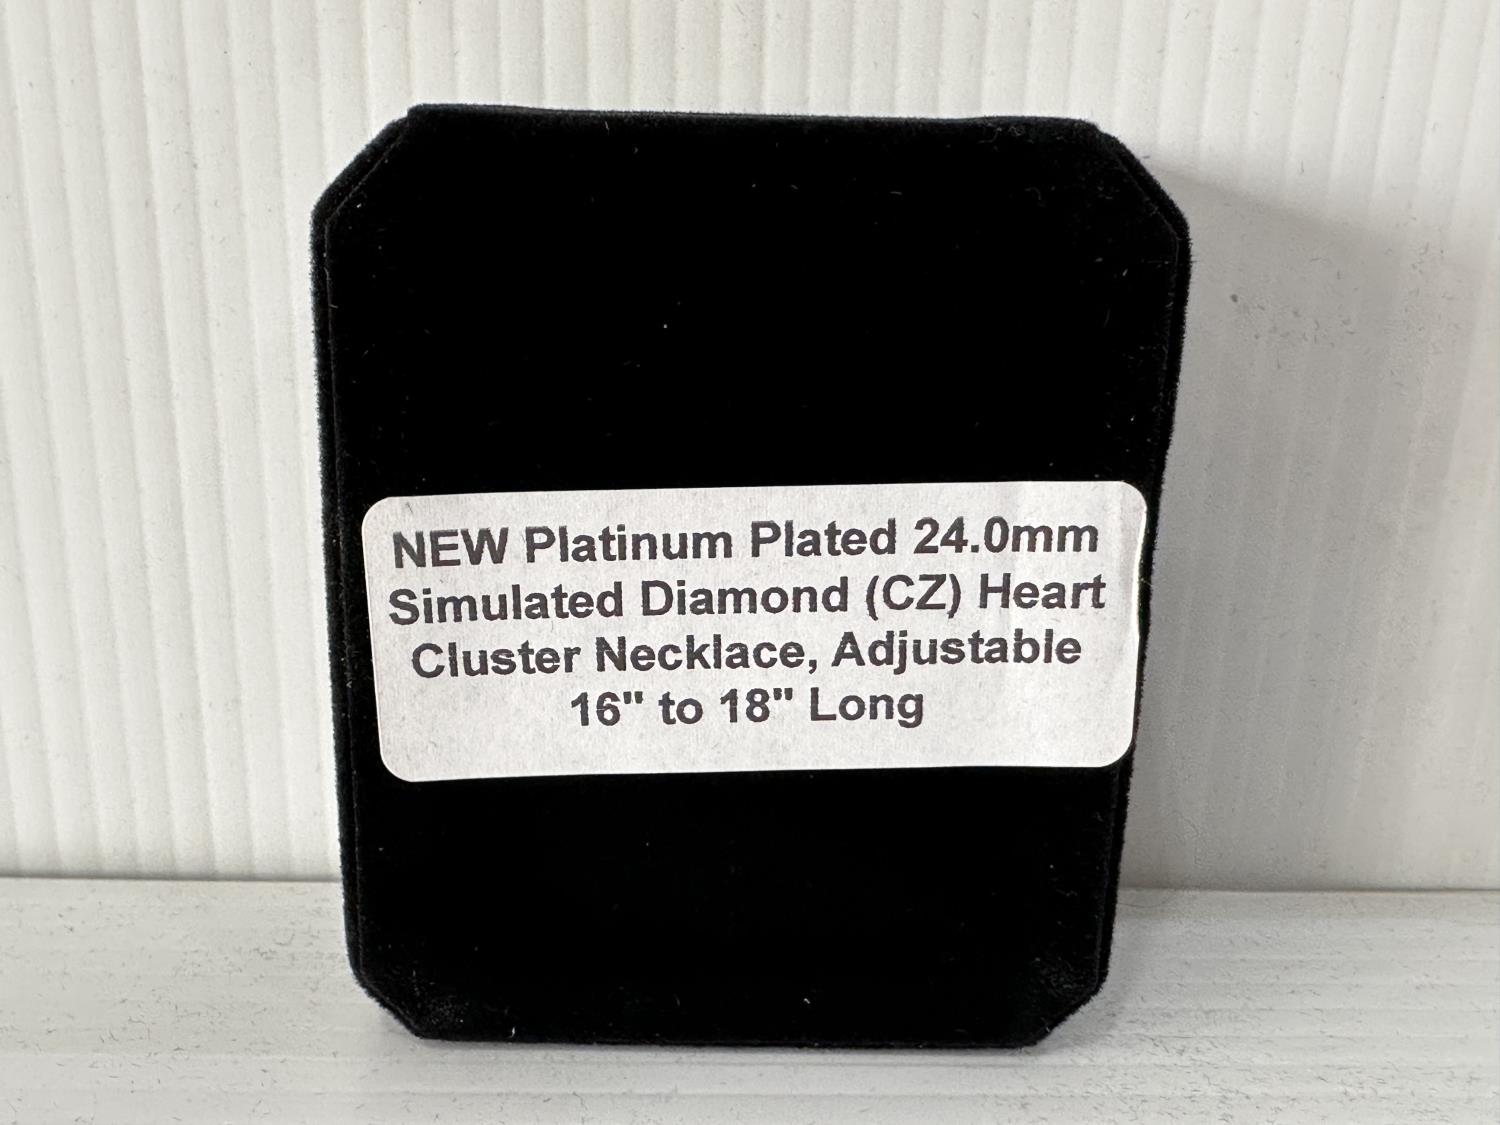 NEW Platinum Plated 24.0mm
Simulated Diamond (CZ) Heart
Cluster Necklace, Adjustable
16" to 18" Long